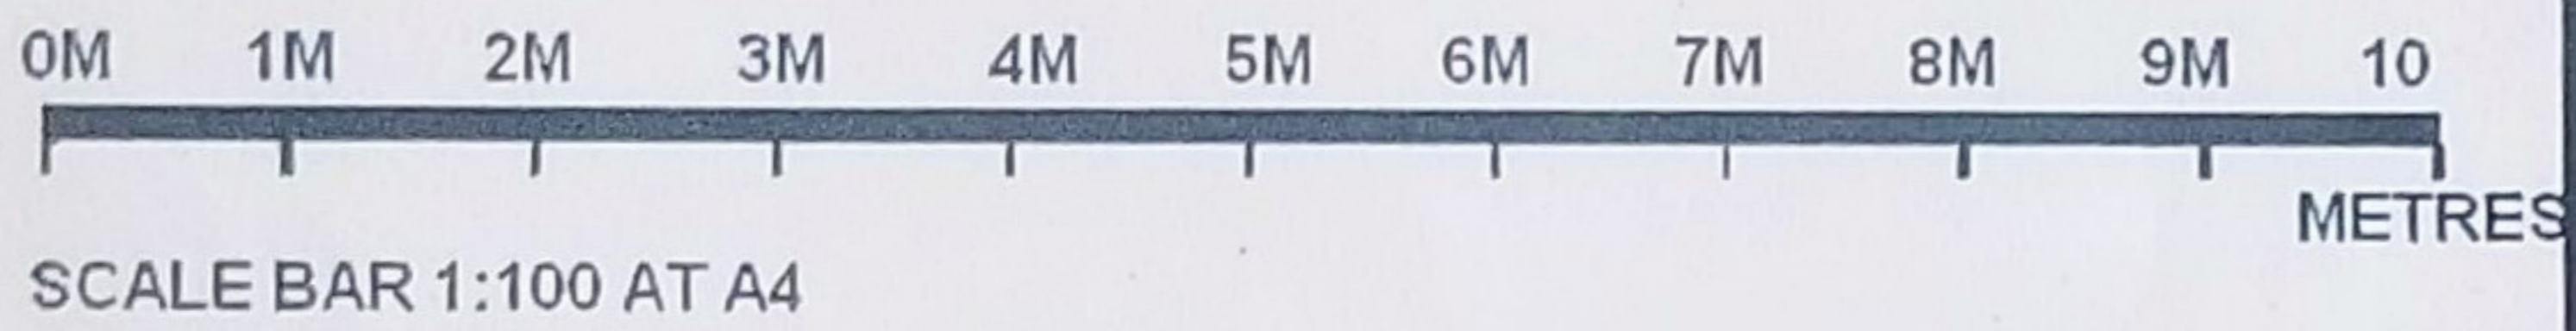 0M 1M 2M 3M 4M 5M 6M 7M 8M 9M 10
METRES
SCALE BAR 1:100 AT A4